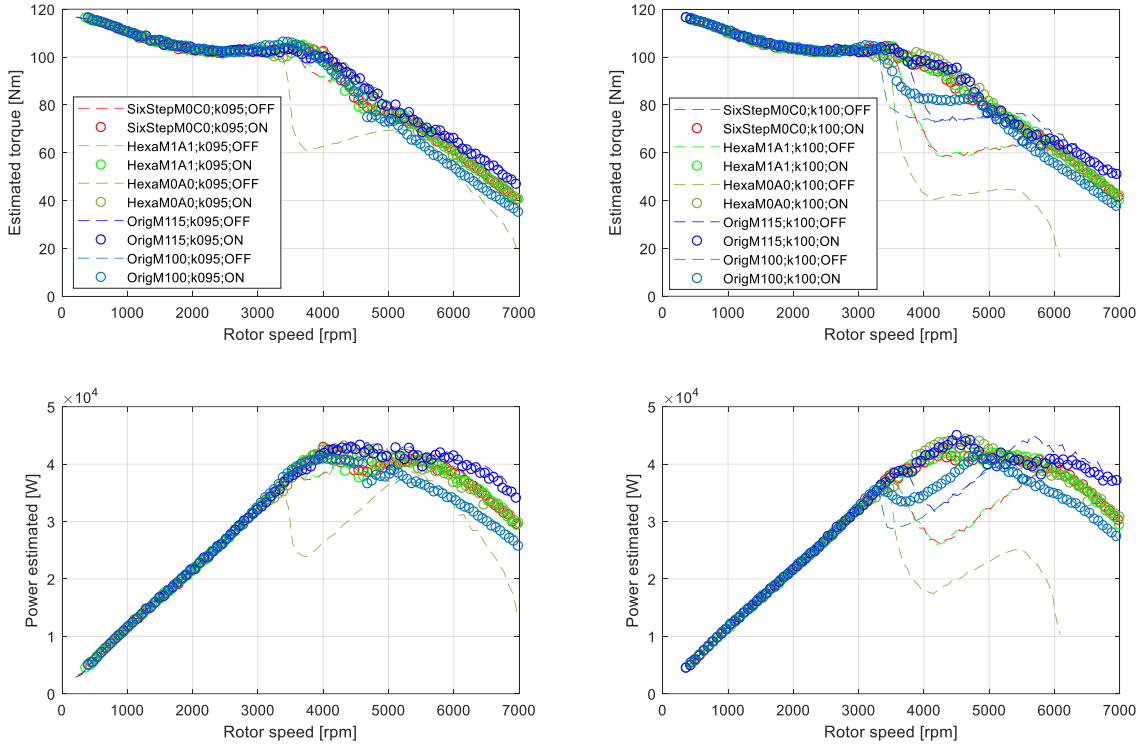 120
100
80
60
40
20
0
Estimated torque [Nm]
SixStepM0C0;k095;OFF
SixStepM0C0;k095;ON
HexaM1A1;k095;OFF
HexaM1A1;k095;ON
HexaM0A0;k095;OFF
HexaM0A0;k095;ON
OrigM115;k095;OFF
OrigM115;k095;ON
OrigM100;k095;OFF
OrigM100;k095;ON
0 1000 2000 3000 4000 5000 6000 7000
Rotor speed [rpm]
120
100
80
60
40
20
0
Estimated torque [Nm]
SixStepM0C0;k100;OFF
SixStepM0C0;k100;ON
HexaM1A1;k100;OFF
HexaM1A1;k100;ON
HexaM0A0;k100;OFF
HexaM0A0;k100;ON
OrigM115;k100;OFF
OrigM115;k100;ON
OrigM100;k100;OFF
OrigM100;k100;ON
0 1000 2000 3000 4000 5000 6000 7000
Rotor speed [rpm]
×10⁴
5
4
3
2
1
0
Power estimated [W]
0 1000 2000 3000 4000 5000 6000 7000
Rotor speed [rpm]
×10⁴
5
4
3
2
1
0
Power estimated [W]
0 1000 2000 3000 4000 5000 6000 7000
Rotor speed [rpm]